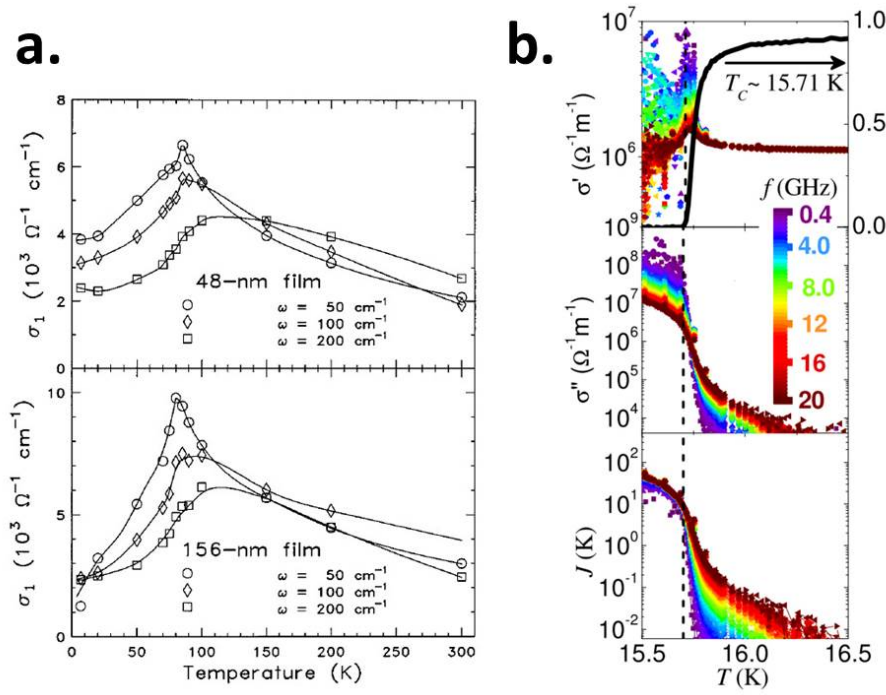 a.
8
6
4
2
0
σ₁ (10³ Ω⁻¹ cm⁻¹)
48-nm film
ω = 50 cm⁻¹
ω = 100 cm⁻¹
ω = 200 cm⁻¹
10
5
0
σ₁ (10³ Ω⁻¹ cm⁻¹)
156-nm film
ω = 50 cm⁻¹
ω = 100 cm⁻¹
ω = 200 cm⁻¹
0 50 100 150 200 250 300
Temperature (K)
b.
10⁷
10⁶
10⁹
σ' (Ω⁻¹m⁻¹)
1.0
0.5
0.0
T_C~ 15.71 K
f (GHz)
0.4
4.0
8.0
12
16
20
10⁸
10⁷
10⁶
10⁵
10⁴
σ" (Ω⁻¹m⁻¹)
10²
10¹
10⁰
10⁻¹
10⁻²
J (K)
15.5 16.0 16.5
T (K)